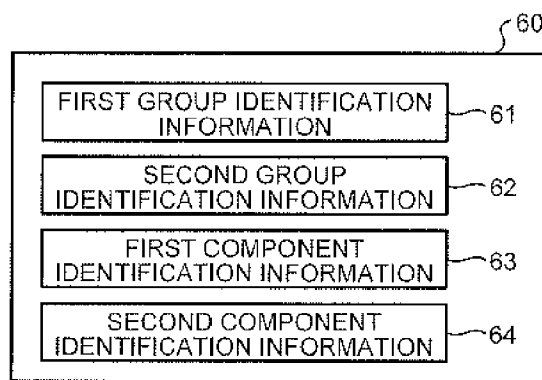 60
FIRST GROUP IDENTIFICATION
INFORMATION
61
SECOND GROUP
IDENTIFICATION INFORMATION
62
FIRST COMPONENT
IDENTIFICATION INFORMATION
63
SECOND COMPONENT
IDENTIFICATION INFORMATION
64